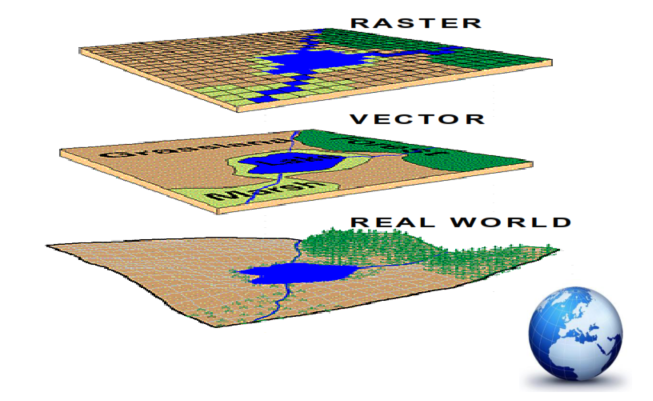 RASTER
VECTOR
Grassland
Forest
Lake
Marsh
REAL WORLD